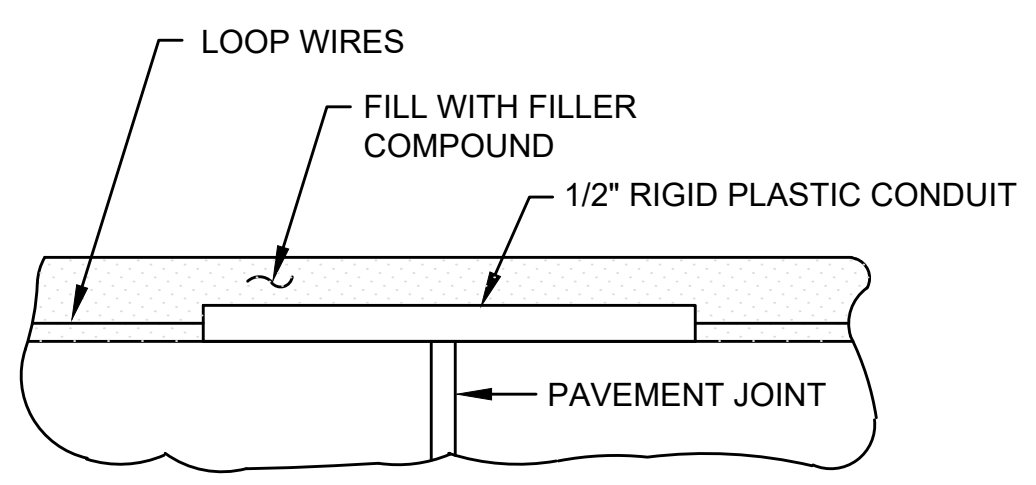 LOOP WIRES
FILL WITH FILLER
COMPOUND
1/2" RIGID PLASTIC CONDUIT
PAVEMENT JOINT